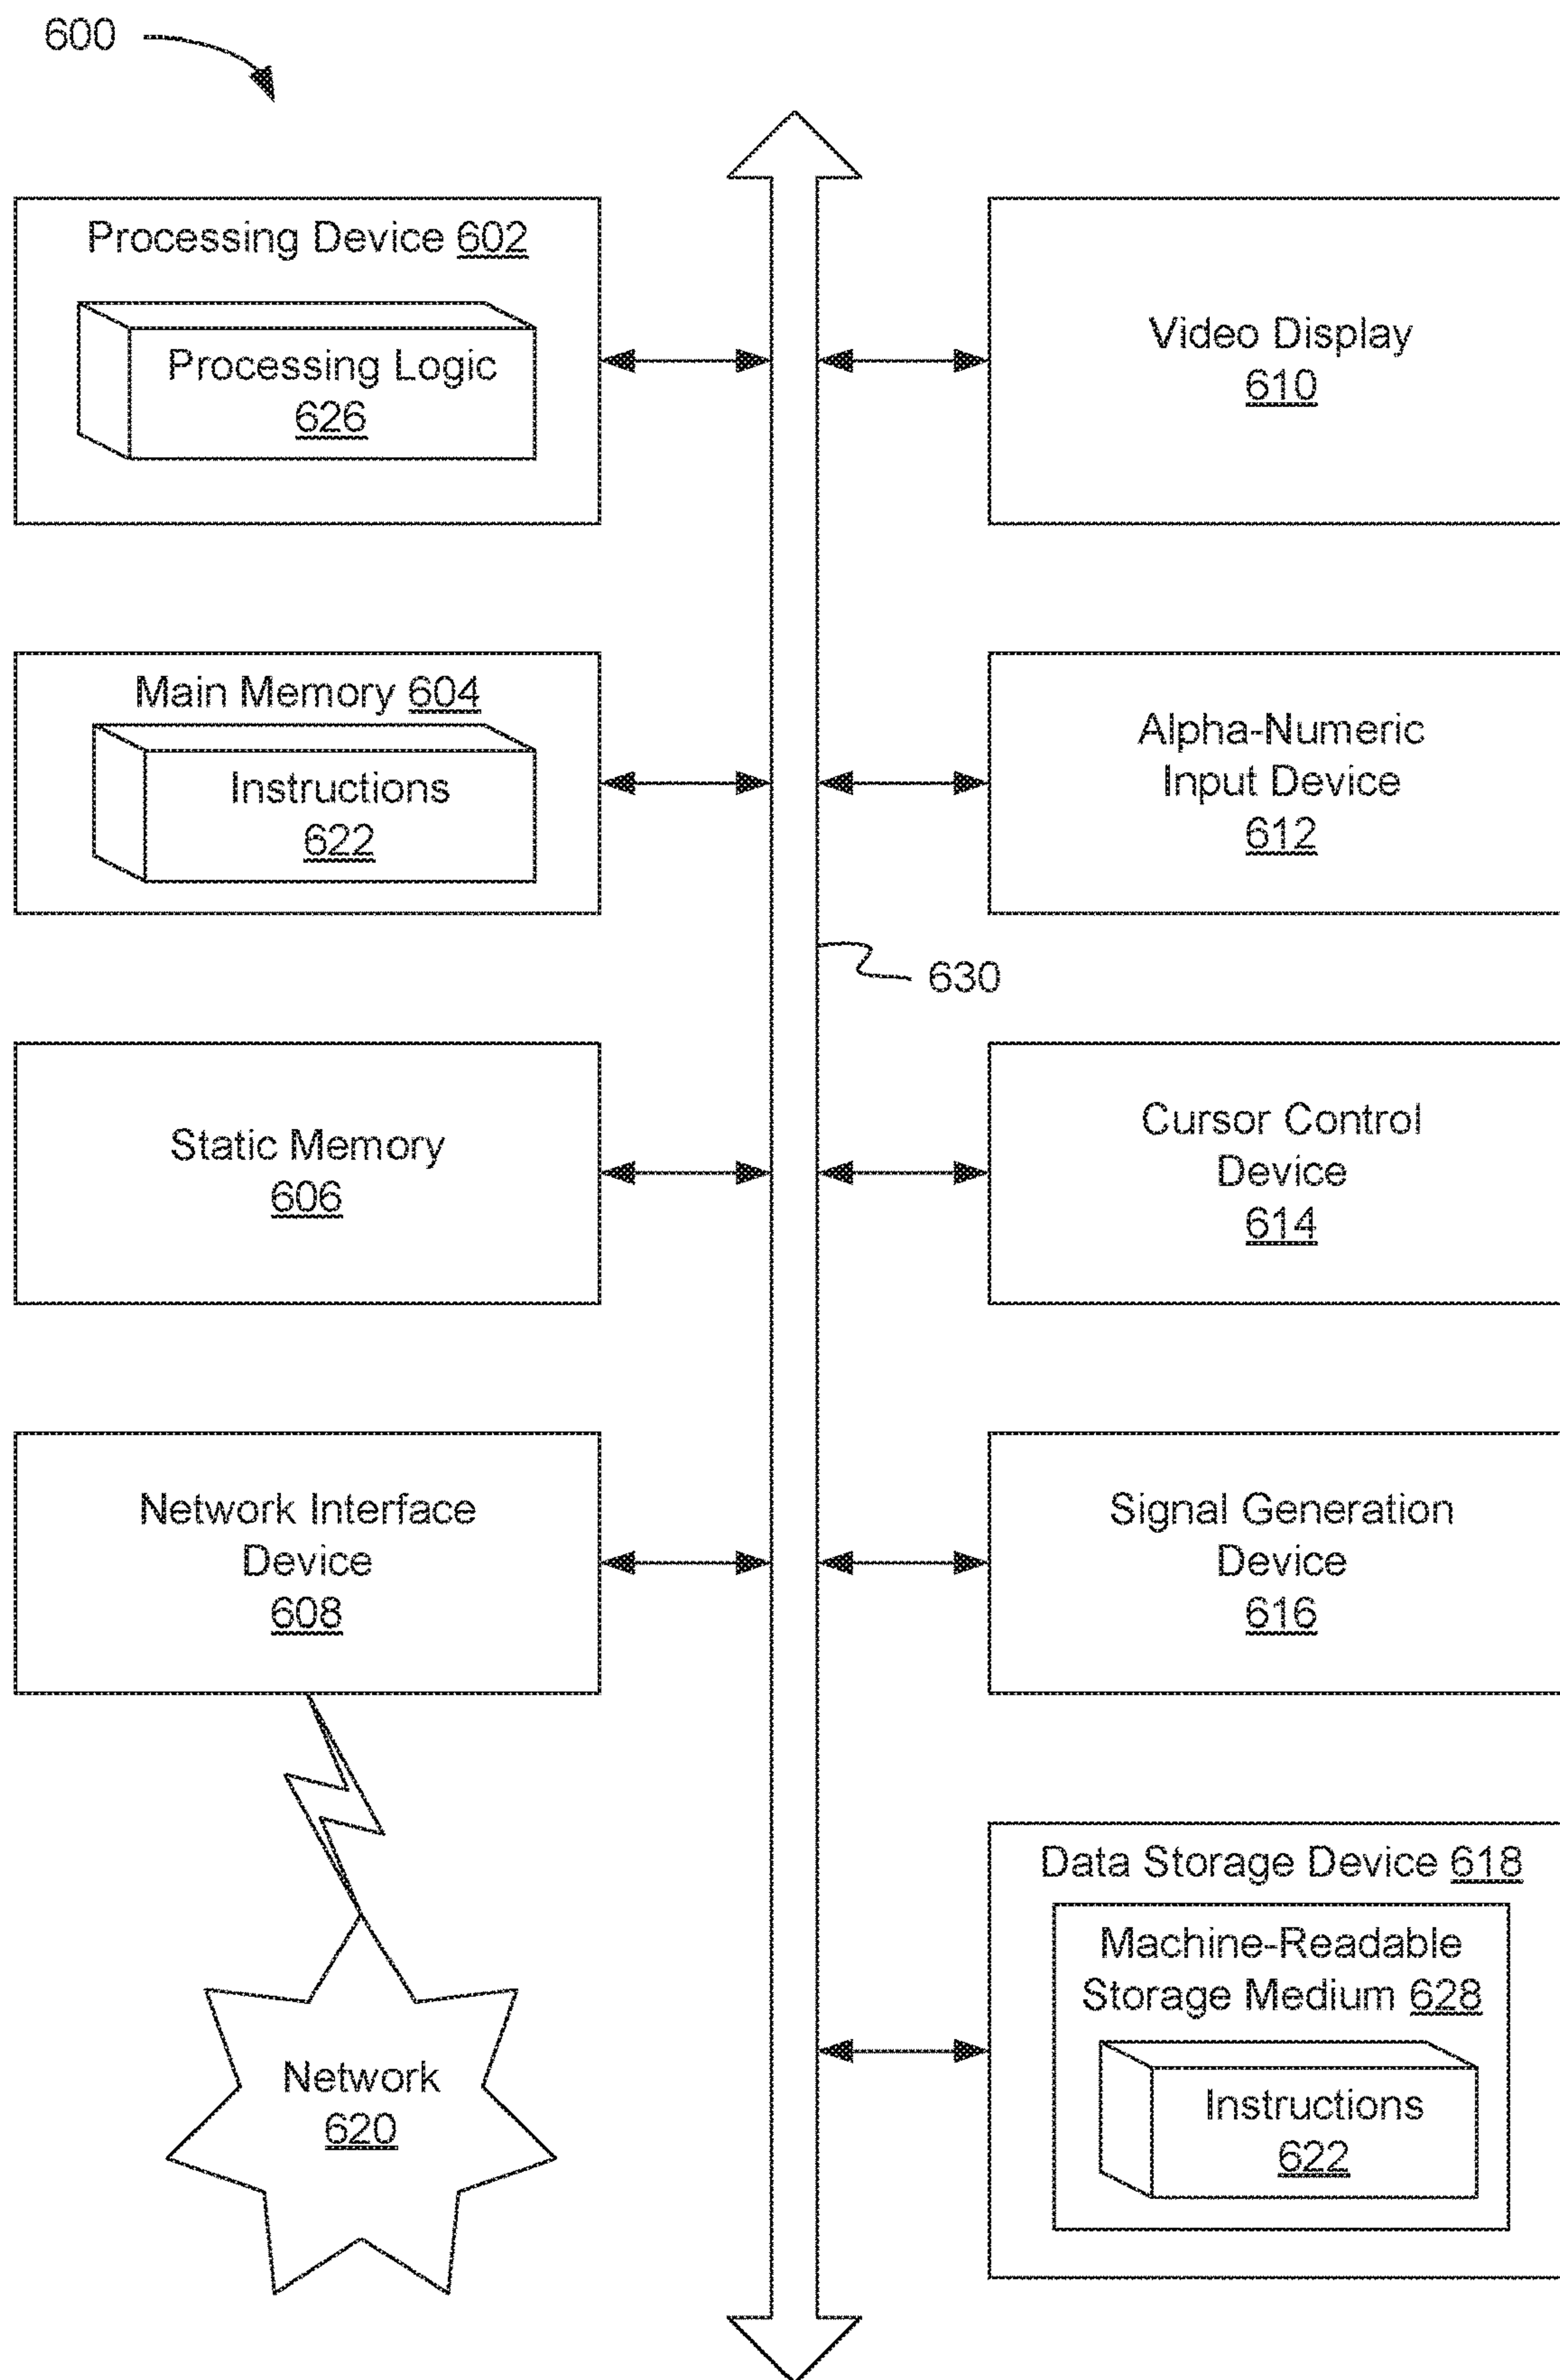 600
Processing Device 602
Processing Logic
626
Video Display
610
Main Memory 604
Instructions
622
Alpha-Numeric
Input Device
612
630
Static Memory
606
Cursor Control
Device
614
Network Interface
Device
608
Signal Generation
Device
616
Data Storage Device 618
Machine-Readable
Storage Medium 628
Instructions
622
Network
620